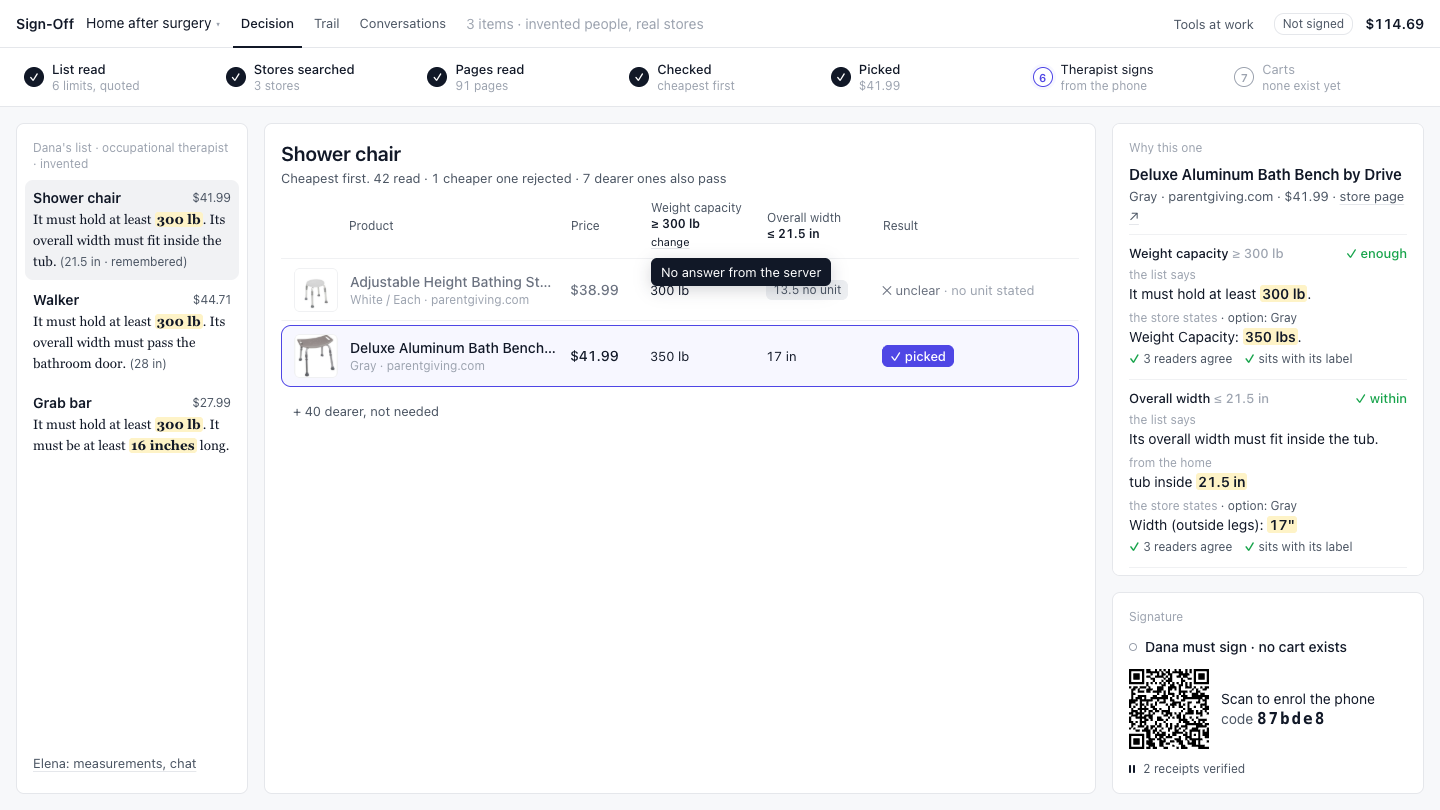 Sign-Off Home after surgery Decision Trail Conversations 3 items · invented people, real stores Tools at work Not signed $114.69
List read
6 limits, quoted
Stores searched
3 stores
Pages read
91 pages
Checked
cheapest first
Picked
$41.99
6 Therapist signs
from the phone
7 Carts
none exist yet
Dana's list · occupational therapist
· invented
Shower chair $41.99
It must hold at least 300 lb. Its
overall width must fit inside the
tub. (21.5 in · remembered)
Walker $44.71
It must hold at least 300 lb. Its
overall width must pass the
bathroom door. (28 in)
Grab bar $27.99
It must hold at least 300 lb. It
must be at least 16 inches long.
Elena: measurements, chat
Shower chair
Cheapest first. 42 read · 1 cheaper one rejected · 7 dearer ones also pass
Product
Price
Weight capacity
≥ 300 lb
change
Overall width
≤ 21.5 in
Result
No answer from the server
Adjustable Height Bathing St...
White / Each · parentgiving.com
$38.99
300 lb
13.5 no unit
unclear · no unit stated
Deluxe Aluminum Bath Bench...
Gray · parentgiving.com
$41.99
350 lb
17 in
picked
+ 40 dearer, not needed
Why this one
Deluxe Aluminum Bath Bench by Drive
Gray · parentgiving.com · $41.99 · store page
↗
Weight capacity ≥ 300 lb ✓ enough
the list says
It must hold at least 300 lb.
the store states · option: Gray
Weight Capacity: 350 lbs.
✓ 3 readers agree ✓ sits with its label
Overall width ≤ 21.5 in ✓ within
the list says
Its overall width must fit inside the tub.
from the home
tub inside 21.5 in
the store states · option: Gray
Width (outside legs): 17"
✓ 3 readers agree ✓ sits with its label
Signature
Dana must sign · no cart exists
Scan to enrol the phone
code 87bde8
2 receipts verified